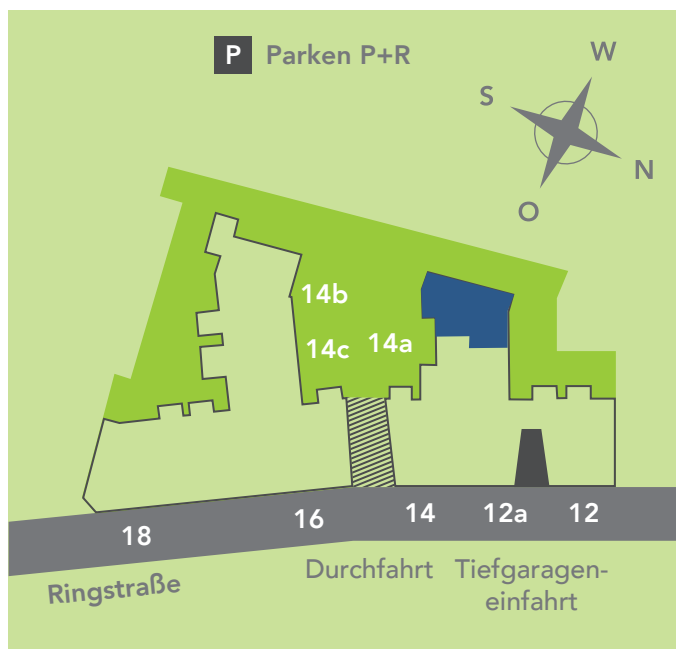 P Parken P+R
W
S
N
O
14b
14c 14a
18 16 14 12a 12
Ringstraße
Durchfahrt
Tiefgaragen-
einfahrt